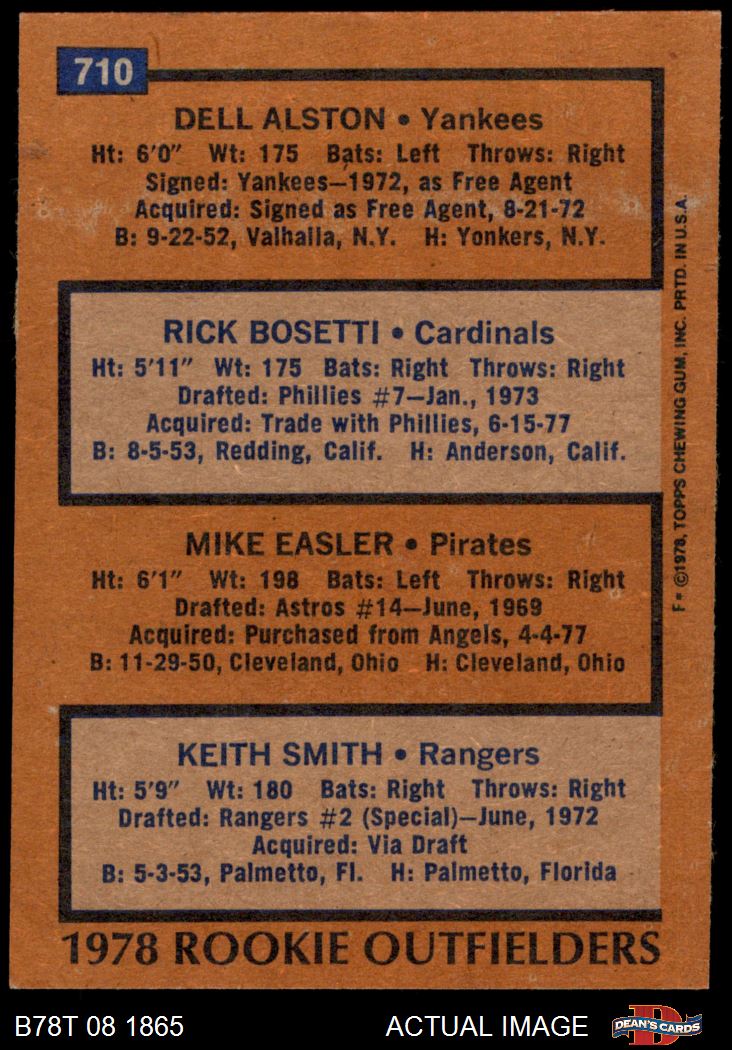 710
DELL ALSTON • Yankees
Ht: 6'0" Wt: 175 Bats: Left Throws: Right
Signed: Yankees—1972, as Free Agent
Acquired: Signed as Free Agent, 8-21-72
B: 9-22-52, Valhalla, N.Y. H: Yonkers, N.Y.
RICK BOSETTI • Cardinals
Ht: 5'11" Wt: 175 Bats: Right Throws: Right
Drafted: Phillies #7—Jan., 1973
Acquired: Trade with Phillies, 6-15-77
B: 8-5-53, Redding, Calif. H: Anderson, Calif.
MIKE EASLER • Pirates
Ht: 6'1" Wt: 198 Bats: Left Throws: Right
Drafted: Astros #14—June, 1969
Acquired: Purchased from Angels, 4-4-77
B: 11-29-50, Cleveland, Ohio H: Cleveland, Ohio
KEITH SMITH • Rangers
Ht: 5'9" Wt: 180 Bats: Right Throws: Right
Drafted: Rangers #2 (Special)—June, 1972
Acquired: Via Draft
B: 5-3-53, Palmetto, Fl. H: Palmetto, Florida
1978 ROOKIE OUTFIELDERS
F* ©1978, TOPPS CHEWING GUM, INC. PRTD. IN U.S.A.
B78T 08 1865 ACTUAL IMAGE
D
DEAN'S CARDS